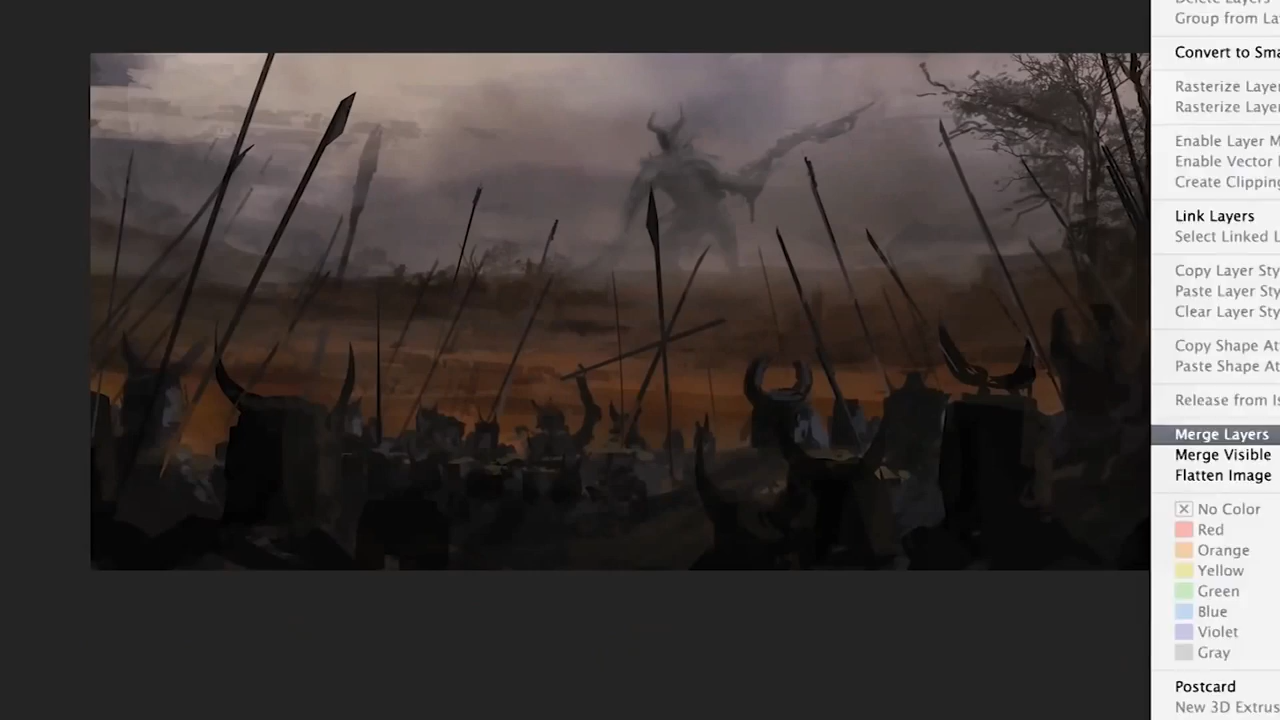 Group from La
Convert to Sma
Rasterize Layer
Rasterize Layer
Enable Layer M
Enable Vector
Create Clipping
Link Layers
Select Linked L
Copy Layer Sty
Paste Layer Sty
Clear Layer Sty
Copy Shape At
Paste Shape At
Release from Is
Merge Layers
Merge Visible
Flatten Image
No Color
Red
Orange
Yellow
Green
Blue
Violet
Gray
Postcard
New 3D Extrus